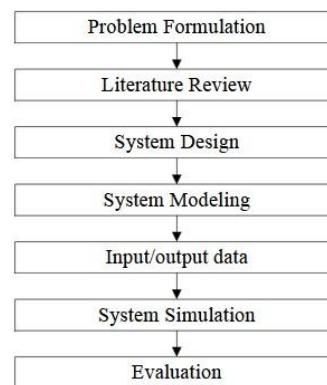 Problem Formulation
Literature Review
System Design
System Modeling
Input/output data
System Simulation
Evaluation